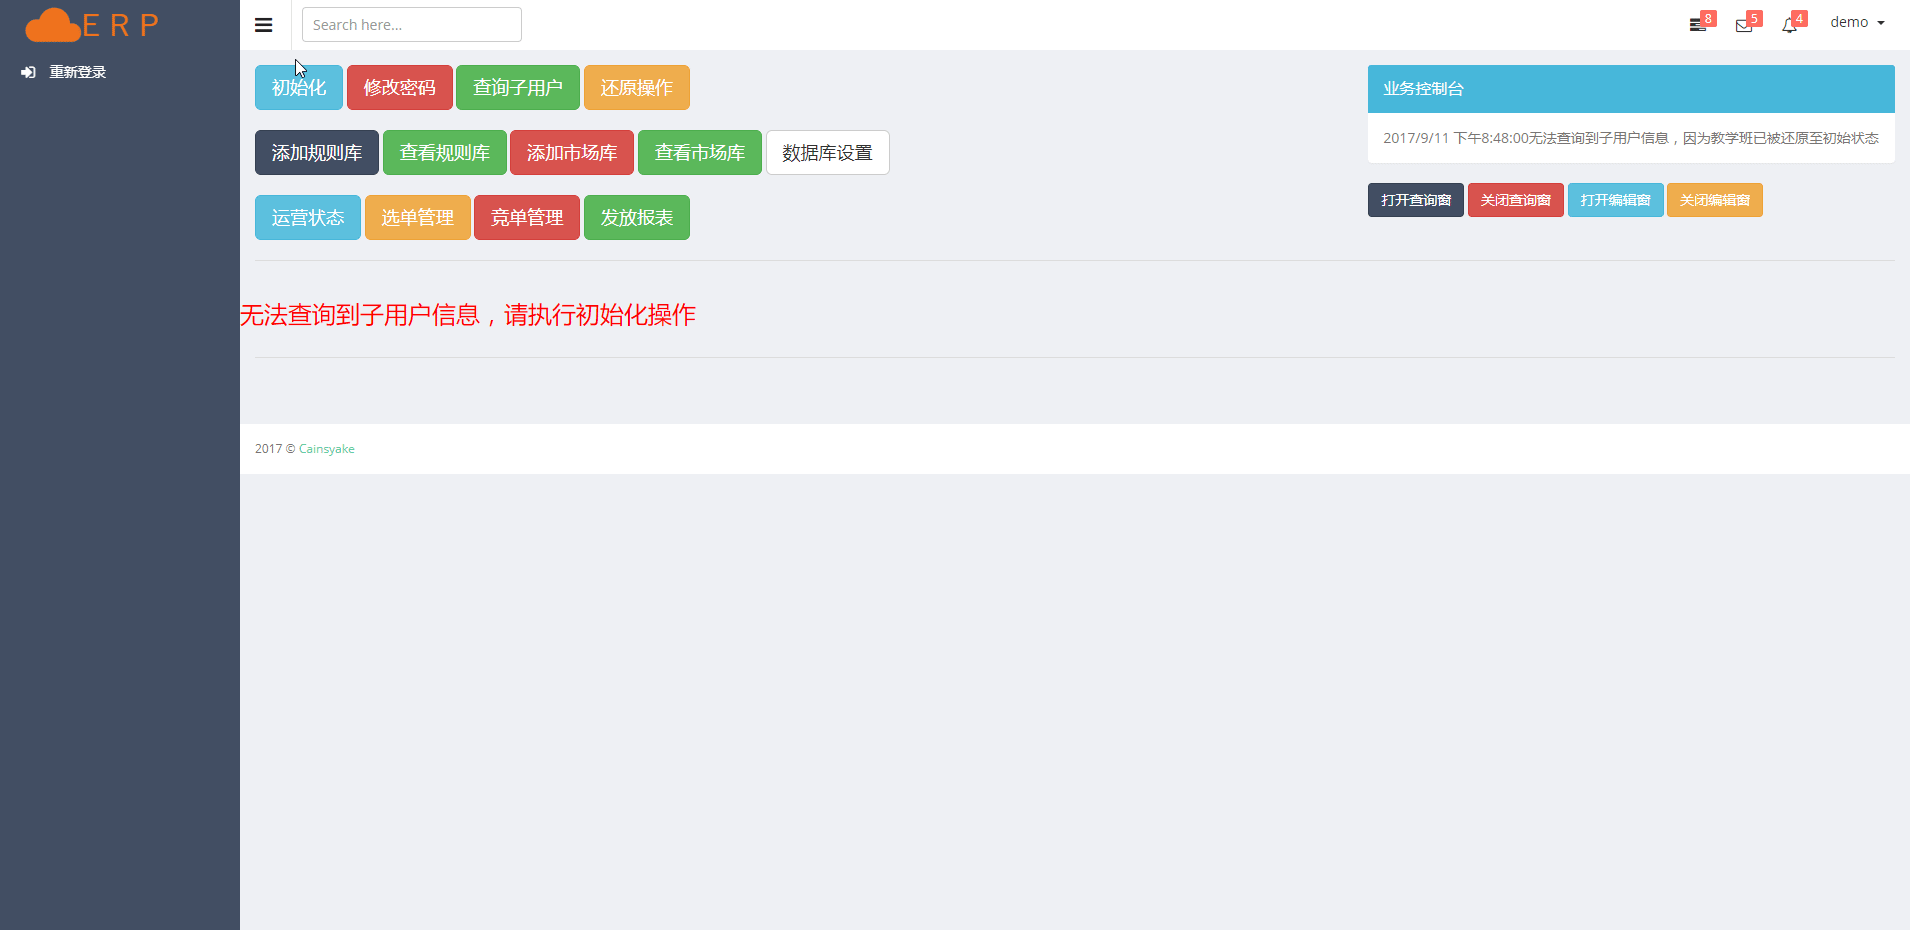 ERP
Search here...
8
5
4
demo
重新登录
初始化 修改密码 查询子用户 还原操作
添加规则库 查看规则库 添加市场库 查看市场库 数据库设置
运营状态 选单管理 竞单管理 发放报表
业务控制台
2017/9/11 下午8:48:00无法查询到子用户信息，因为教学班已被还原至初始状态
打开查询窗 关闭查询窗 打开编辑窗 关闭编辑窗
无法查询到子用户信息，请执行初始化操作
2017 © Cainsyake